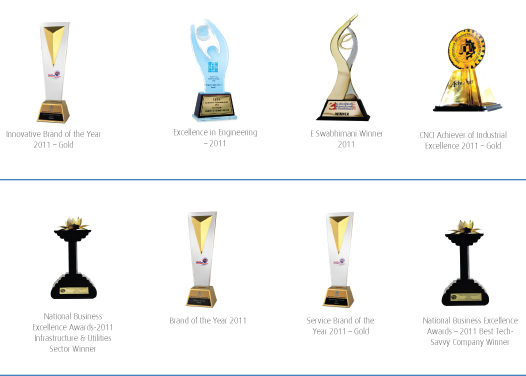 Innovative Brand of the Year
2011 – Gold
Excellence in Engineering
– 2011
E Swabhimani Winner
2011
CNCI Achiever of Industrial
Excellence 2011 – Gold
WINNER
National Business
Excellence Awards-2011
Infrastructure & Utilities
Sector Winner
Brand of the Year 2011
Service Brand of the
Year 2011 – Gold
National Business Excellence
Awards – 2011 Best Tech-
Savvy Company Winner